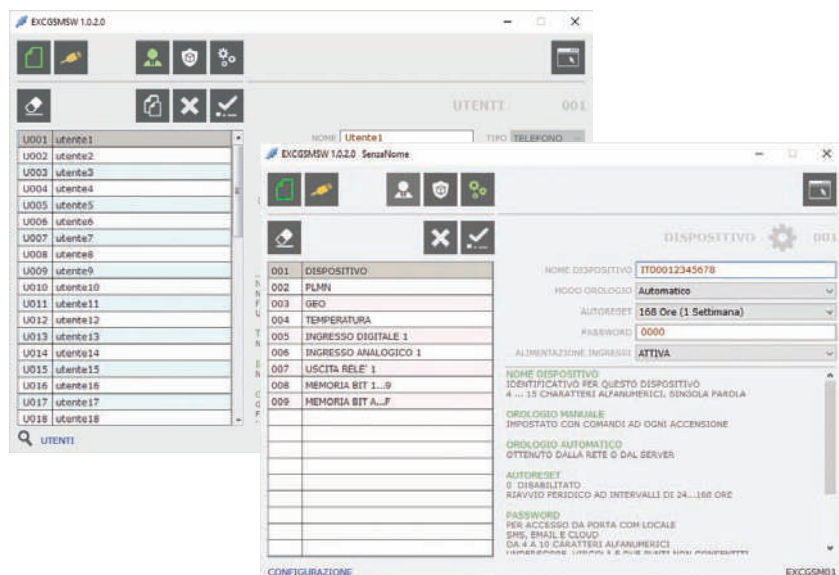 EXCGSMSW 1.0.2.0
UTENTI 001
NOME Utente1 TIPO TELEFONO
U001 utente1
U002 utente2
U003 utente3
U004 utente4
U005 utente5
U006 utente6
U007 utente7
U008 utente8
U009 utente9
U010 utente10
U011 utente11
U012 utente12
U013 utente13
U014 utente14
U015 utente15
U016 utente16
U017 utente17
U018 utente18
UTENTI
EXCGSMSW 1.0.2.0 SenzaNome
DISPOSITIVO 001
001 DISPOSITIVO
002 PLMN
003 GEO
004 TEMPERATURA
005 INGRESSO DIGITALE 1
006 INGRESSO ANALOGICO 1
007 USCITA RELE' 1
008 MEMORIA BIT 1...9
009 MEMORIA BIT A...F
NOME DISPOSITIVO IT00012345678
MODO OROLOGIO Automatico
AUTORESET 168 Ore (1 Settimana)
PASSWORD 0000
ALIMENTAZIONE INGRESSI ATTIVA
NOME DISPOSITIVO
IDENTIFICATIVO PER QUESTO DISPOSITIVO
4 ... 15 CHARATTERI ALFANUMERICI, SINGOLA PAROLA
OROLOGIO MANUALE
IMPOSTATO CON COMANDI AD OGNI ACCENSIONE
OROLOGIO AUTOMATICO
OTTENUTO DALLA RETE O DAL SERVER
AUTORESET
0 DISABILITATO
RIAVVIO PERIDICO AD INTERVALLI DI 24...168 ORE
PASSWORD
PER ACCESSO DA PORTA COM LOCALE
SMS, EMAIL E CLOUD
DA 4 A 10 CARATTERI ALFANUMERICI
UNDERSCORE, VIRGOLA E DUE PUNTI NON CONSENTITI
CONFIGURAZIONE
EXCGSM01